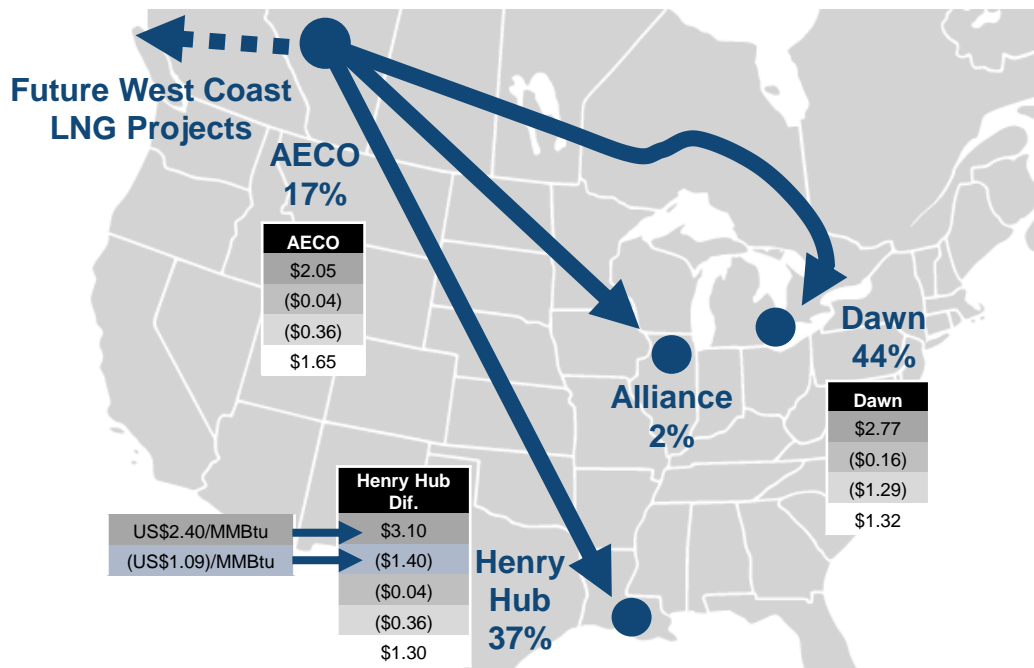 Future West Coast
LNG Projects
AECO
17%
AECO
$2.05
($0.04)
($0.36)
$1.65
Dawn
44%
Alliance
2%
Dawn
$2.77
($0.16)
($1.29)
$1.32
Henry Hub
Dif.
US$2.40/MMBtu
$3.10
(US$1.09)/MMBtu
($1.40)
($0.04)
($0.36)
$1.30
Henry
Hub
37%